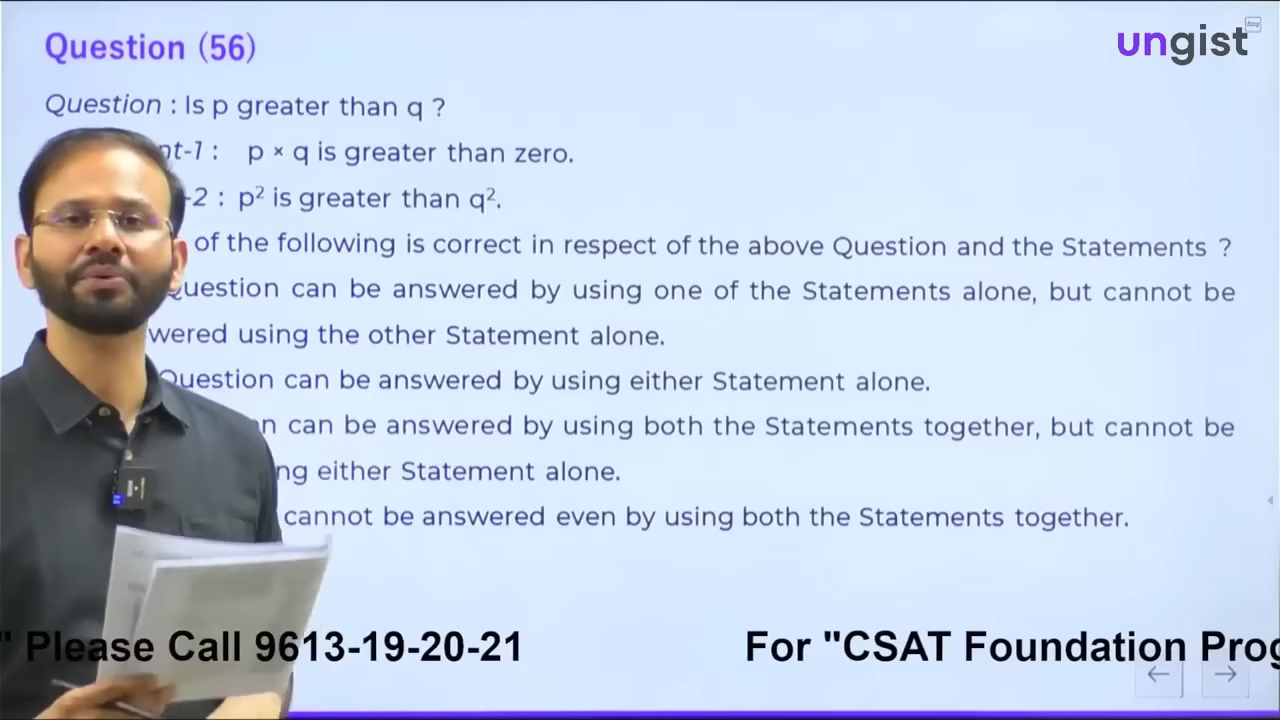 Question (56)
ungist
Question : Is p greater than q ?
nt-1 : p × q is greater than zero.
-2 : p² is greater than q².
of the following is correct in respect of the above Question and the Statements ?
Question can be answered by using one of the Statements alone, but cannot be
wered using the other Statement alone.
Question can be answered by using either Statement alone.
n can be answered by using both the Statements together, but cannot be
ng either Statement alone.
cannot be answered even by using both the Statements together.
" Please Call 9613-19-20-21 For "CSAT Foundation Prog